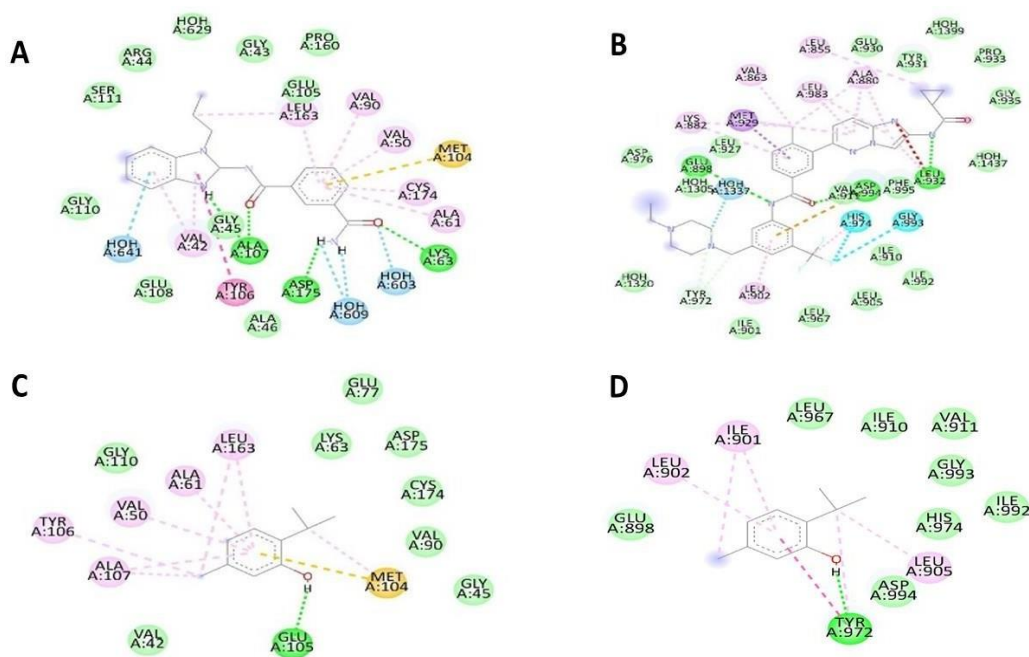 A
HOH
A:629
GLY
A:43
PRO
A:160
ARG
A:44
SER
A:111
GLU
A:105
LEU
A:163
VAL
A:90
VAL
A:50
MET
A:104
CYS
A:174
ALA
A:61
LYS
A:63
HOH
A:603
HOH
A:609
ASP
A:175
ALA
A:46
TYR
A:106
ALA
A:107
GLY
A:45
VAL
A:42
GLU
A:108
HOH
A:641
GLY
A:110
H
O
O
N
H
H
B
LEU
A:855
GLU
A:930
HOH
A:1399
TYR
A:931
PRO
A:933
VAL
A:863
LEU
A:983
ALA
A:880
GLY
A:935
LYS
A:882
MET
A:929
LEU
A:927
ASP
A:976
GLU
A:898
HOH
A:1305
HOH
A:1337
VAL
A:911
ASP
A:994
PHE
A:995
LEU
A:932
HOH
A:1437
HIS
A:974
GLY
A:993
ILE
A:910
ILE
A:992
HOH
A:1320
TYR
A:972
LEU
A:902
LEU
A:905
ILE
A:901
LEU
A:967
C
GLU
A:77
LEU
A:163
LYS
A:63
ASP
A:175
GLY
A:110
ALA
A:61
CYS
A:174
VAL
A:50
TYR
A:106
VAL
A:90
ALA
A:107
MET
A:104
GLY
A:45
O
H
VAL
A:42
GLU
A:105
D
LEU
A:967
ILE
A:910
VAL
A:911
ILE
A:901
LEU
A:902
GLY
A:993
ILE
A:992
GLU
A:898
HIS
A:974
LEU
A:905
O
H
ASP
A:994
TYR
A:972